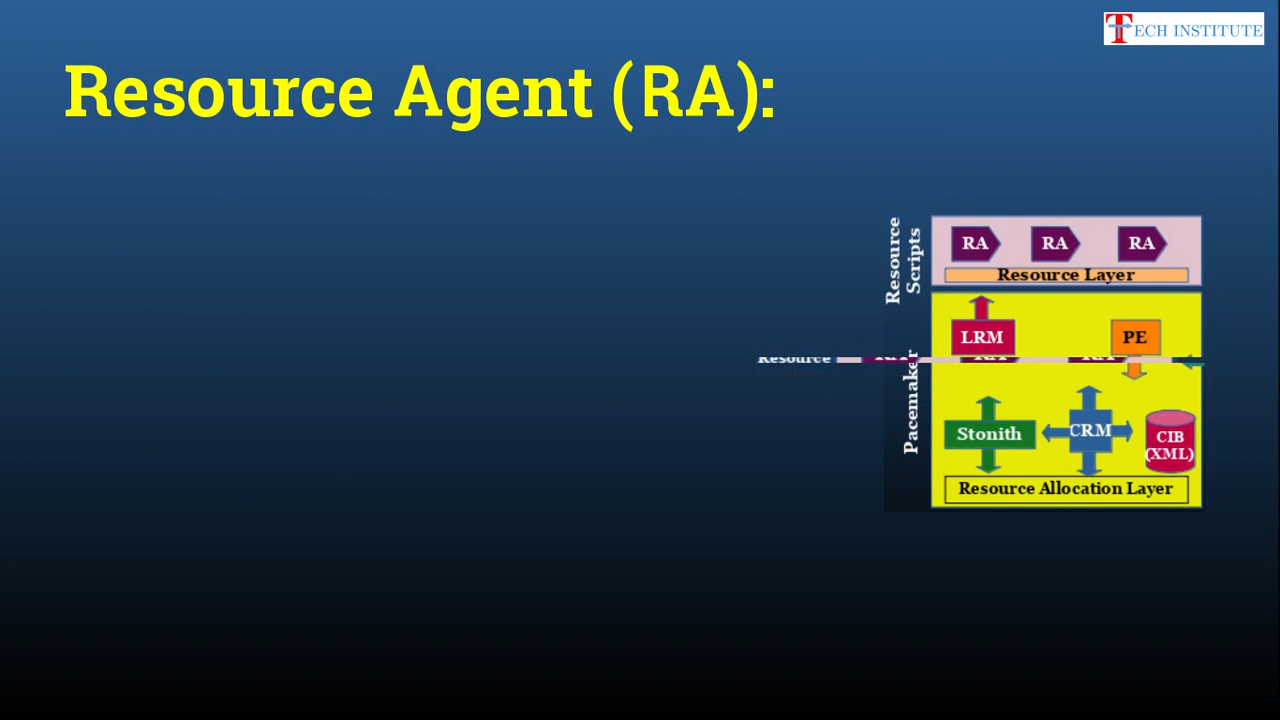 TECH INSTITUTE
Resource Agent (RA):
Resource
Scripts
RA RA RA
Resource Layer
LRM PE
Resource
Pacemaker
Stonith CRM CIB
(XML)
Resource Allocation Layer